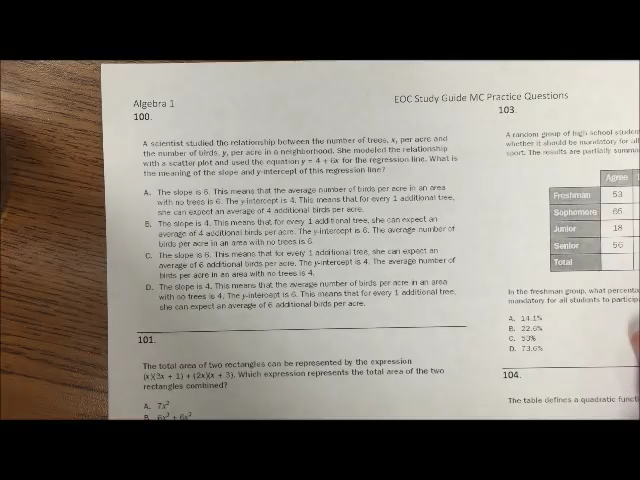 Algebra 1
EOC Study Guide MC Practice Questions
100.
A scientist studied the relationship between the number of trees, x, per acre and
the number of birds, y, per acre in a neighborhood. She modeled the relationship
with a scatter plot and used the equation y = 4 + 6x for the regression line. What is
the meaning of the slope and y-intercept of this regression line?
A. The slope is 6. This means that the average number of birds per acre in an area
with no trees is 6. The y-intercept is 4. This means that for every 1 additional tree,
she can expect an average of 4 additional birds per acre.
B. The slope is 4. This means that for every 1 additional tree, she can expect an
average of 4 additional birds per acre. The y-intercept is 6. The average number of
birds per acre in an area with no trees is 6
C. The slope is 6. This means that for every 1 additional tree, she can expect an
average of 6 additional birds per acre. The y-intercept is 4. The average number of
birds per acre in an area with no trees is 4.
D. The slope is 4. This means that the average number of birds per acre in an area
with no trees is 4. The y-intercept is 6. This means that for every 1 additional tree,
she can expect an average of 6 additional birds per acre.
101.
The total area of two rectangles can be represented by the expression
(x)(3x + 1) + (2x)(x + 3). Which expression represents the total area of the two
rectangles combined?
A. 7x²
B.
103.
A random group of high school
whether it should be mandatory for all
sport. The results are partially
Agree
Freshman 53
Sophomore 65
Junior 18
Senior 56
Total
In the freshman group, what
mandatory for all students to
A. 14.1%
B. 22.6%
C. 53%
D. 73.6%
104.
The table defines a quadratic